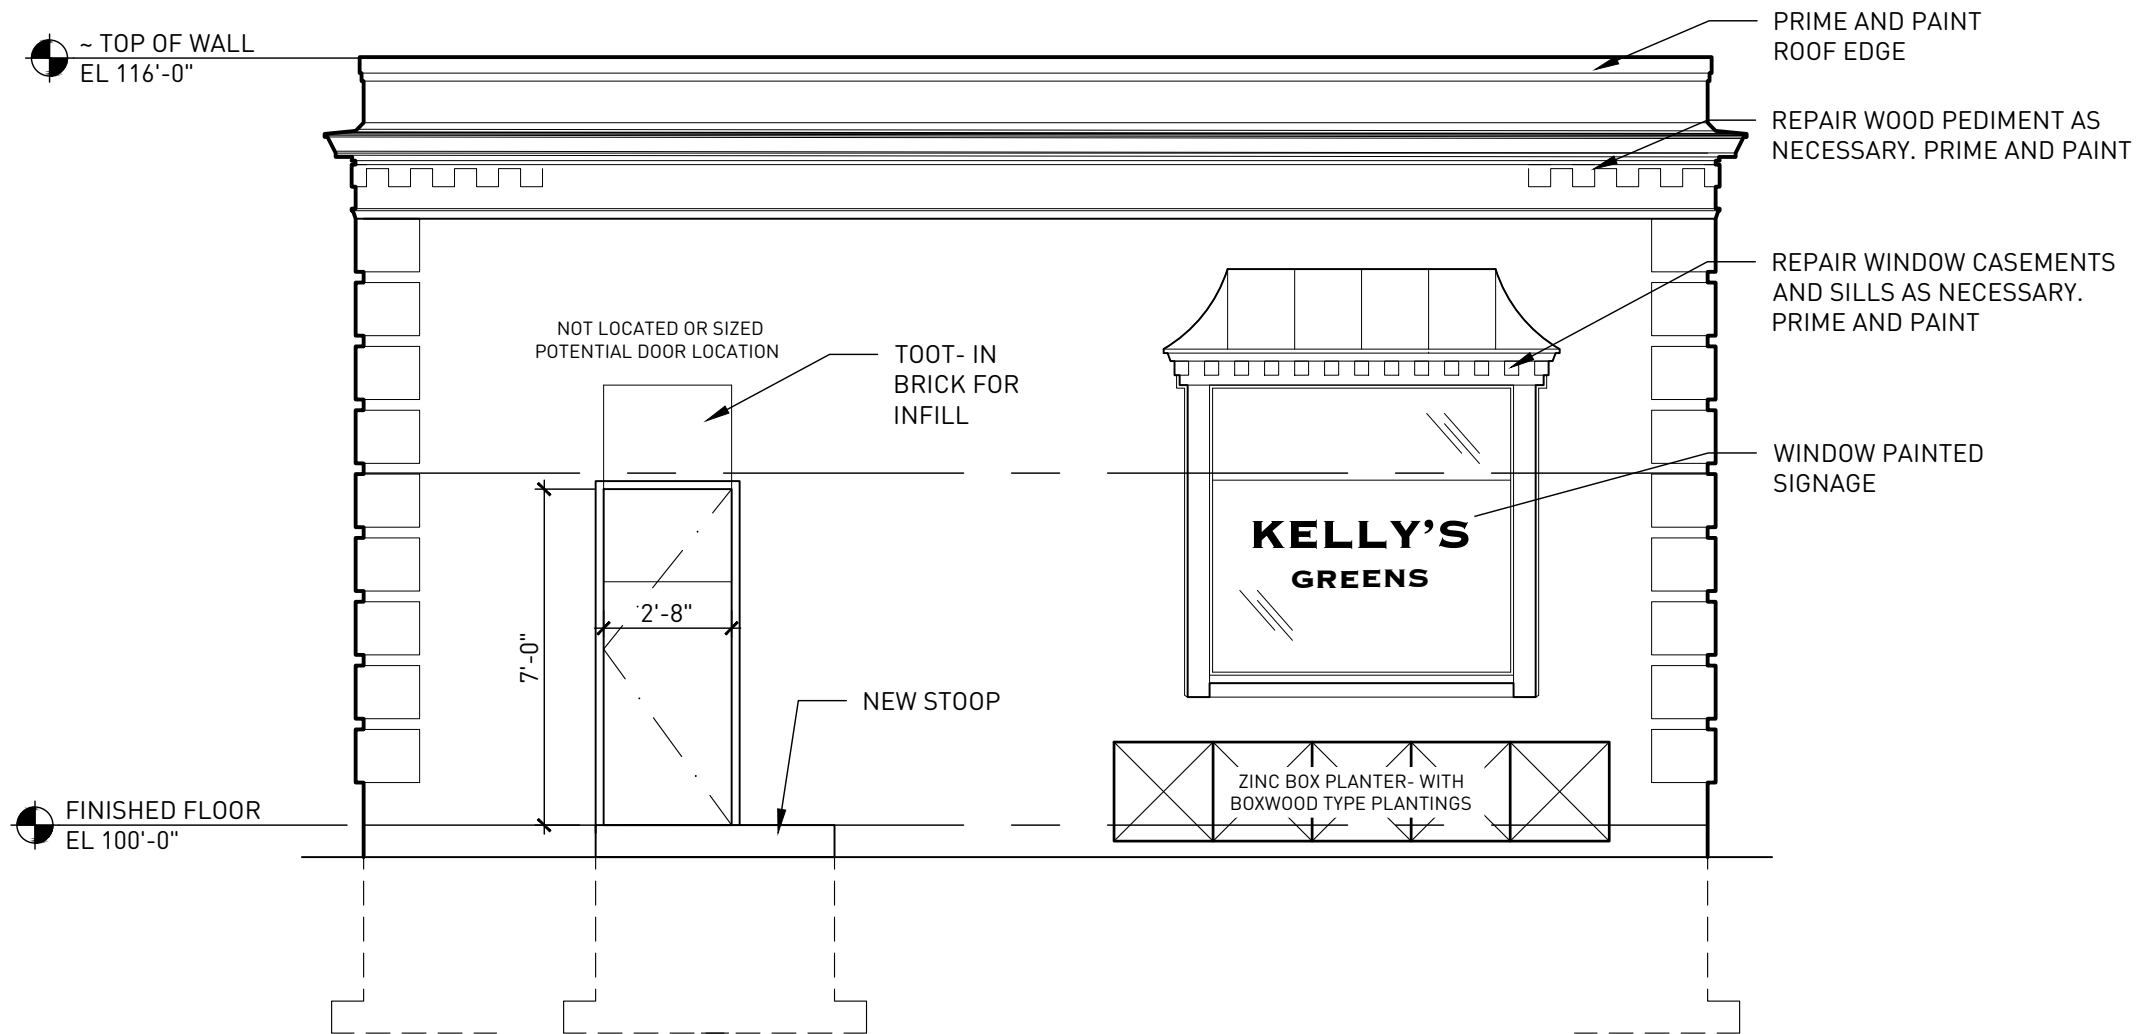 ~ TOP OF WALL
EL 116'-0"
PRIME AND PAINT
ROOF EDGE
REPAIR WOOD PEDIMENT AS
NECESSARY. PRIME AND PAINT
REPAIR WINDOW CASEMENTS
AND SILLS AS NECESSARY.
PRIME AND PAINT
NOT LOCATED OR SIZED
POTENTIAL DOOR LOCATION
TOOT- IN
BRICK FOR
INFILL
WINDOW PAINTED
SIGNAGE
KELLY'S
GREENS
2'-8"
7'-0"
NEW STOOP
ZINC BOX PLANTER- WITH
BOXWOOD TYPE PLANTINGS
FINISHED FLOOR
EL 100'-0"